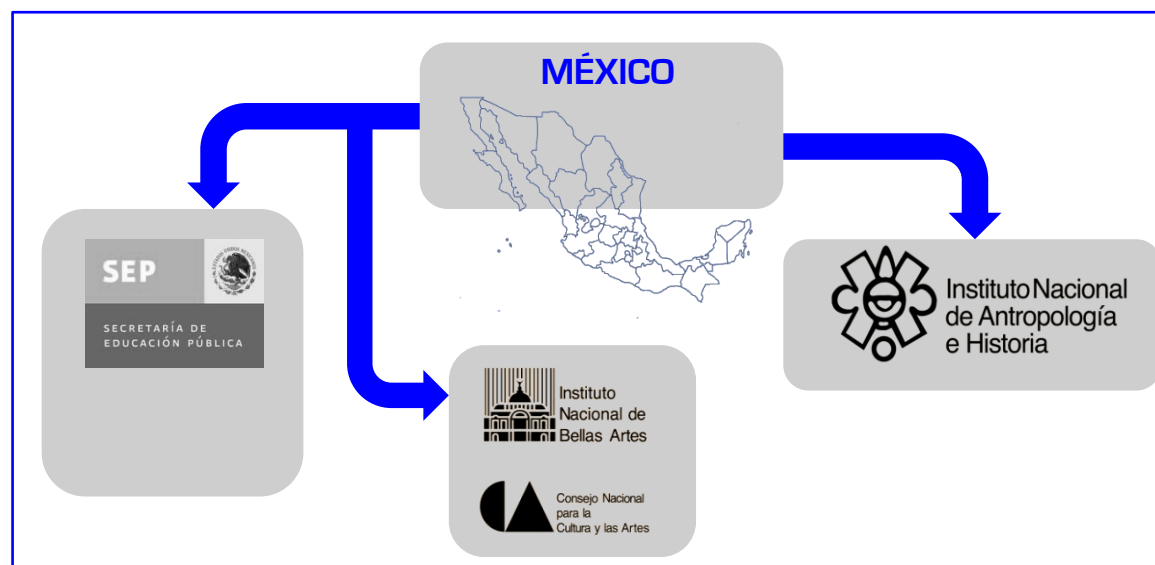 MÉXICO
SEP
SECRETARÍA DE
EDUCACIÓN PÚBLICA
Instituto
Nacional de
Bellas Artes
Consejo Nacional
para la
Cultura y las Artes
Instituto Nacional
de Antropología
e Historia